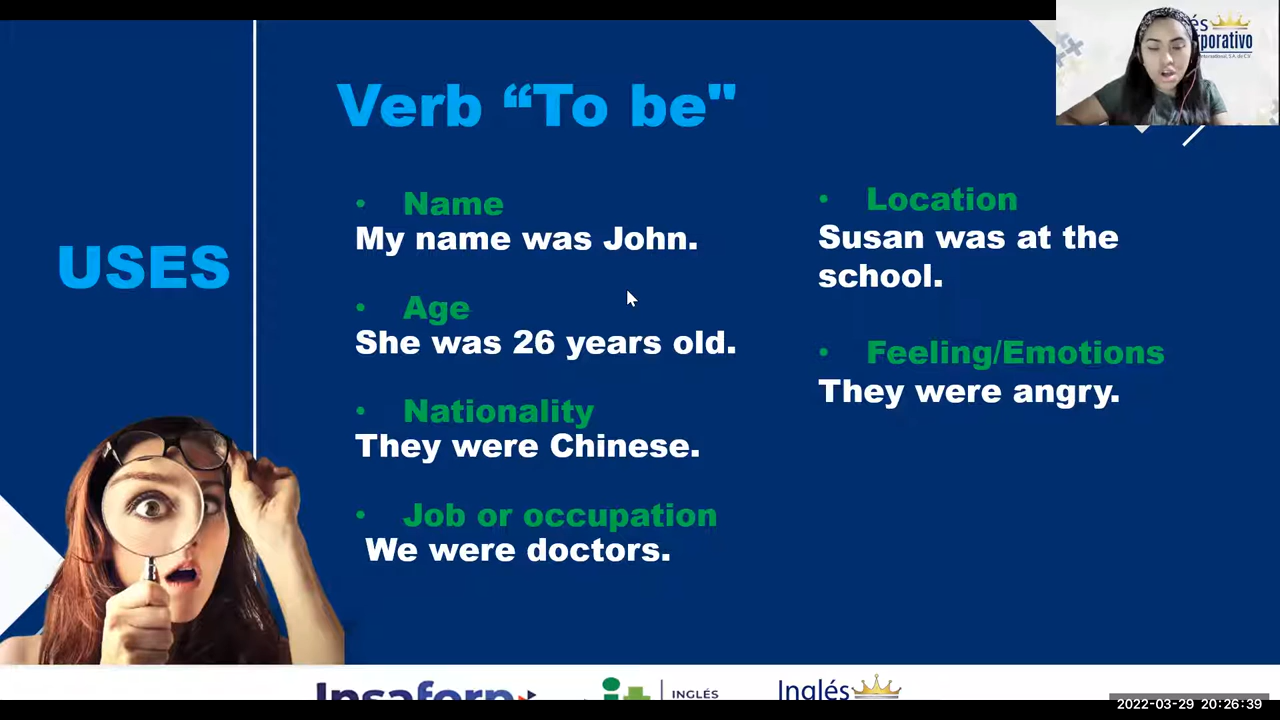 Verb “To be"
USES
• Name
My name was John.
• Age
She was 26 years old.
• Nationality
They were Chinese.
• Job or occupation
We were doctors.
• Location
Susan was at the
school.
• Feeling/Emotions
They were angry.
INGLÉS
Inglés
2022-03-29 20:26:39